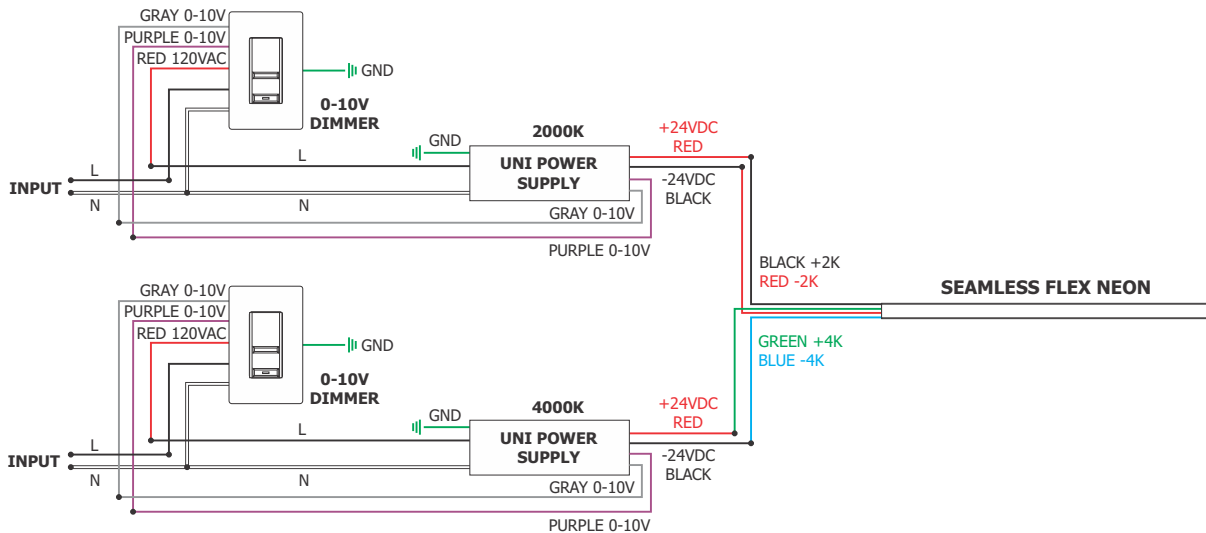 GRAY 0-10V
PURPLE 0-10V
RED 120VAC
GND
0-10V
DIMMER
L
INPUT
N
L
N
GND
2000K
UNI POWER
SUPPLY
+24VDC
RED
-24VDC
BLACK
GRAY 0-10V
PURPLE 0-10V
BLACK +2K
RED -2K
SEAMLESS FLEX NEON
GREEN +4K
BLUE -4K
GRAY 0-10V
PURPLE 0-10V
RED 120VAC
GND
0-10V
DIMMER
L
INPUT
N
L
N
GND
4000K
UNI POWER
SUPPLY
+24VDC
RED
-24VDC
BLACK
GRAY 0-10V
PURPLE 0-10V